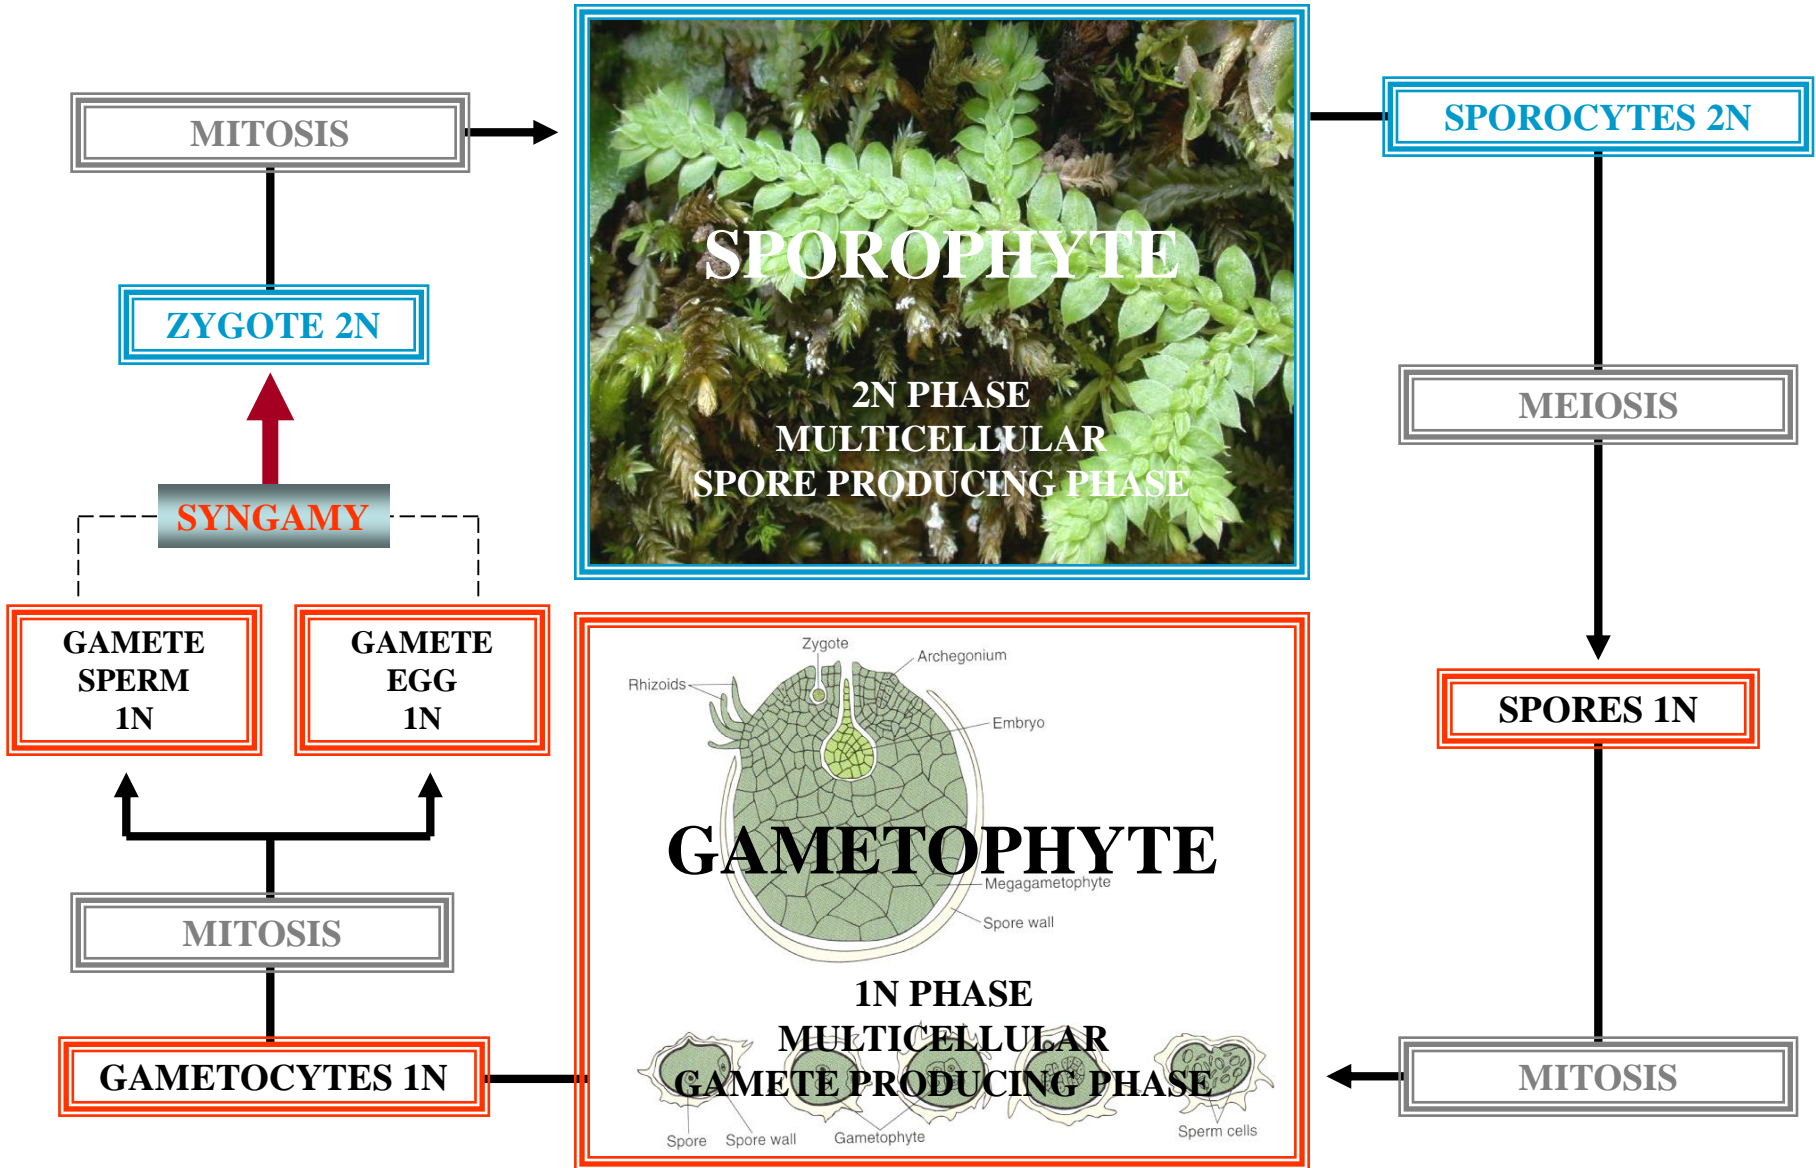 MITOSIS
SPOROCYTES 2N
SPOROPHYTE
ZYGOTE 2N
2N PHASE
MULTICELLULAR
SPORE PRODUCING PHASE
MEIOSIS
SYNGAMY
GAMETE
SPERM
1N
GAMETE
EGG
1N
SPORES 1N
Zygote
Archegonium
Rhizoids
Embryo
GAMETOPHYTE
Megagametophyte
Spore wall
MITOSIS
1N PHASE
MULTICELLULAR
GAMETE PRODUCING PHASE
GAMETOCYTES 1N
MITOSIS
Spore
Spore wall
Gametophyte
Sperm cells